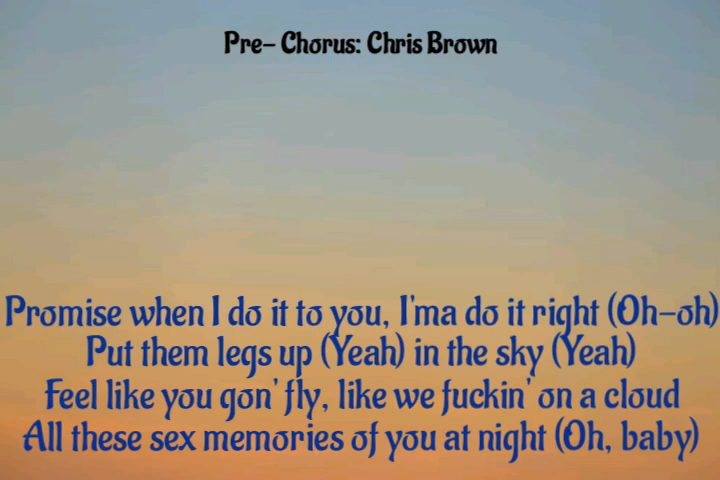 Pre- Chorus: Chris Brown
Promise when I do it to you, I'ma do it right (Oh-oh)
Put them legs up (Yeah) in the sky (Yeah)
Feel like you gon' fly, like we fuckin' on a cloud
All these sex memories of you at night (Oh, baby)